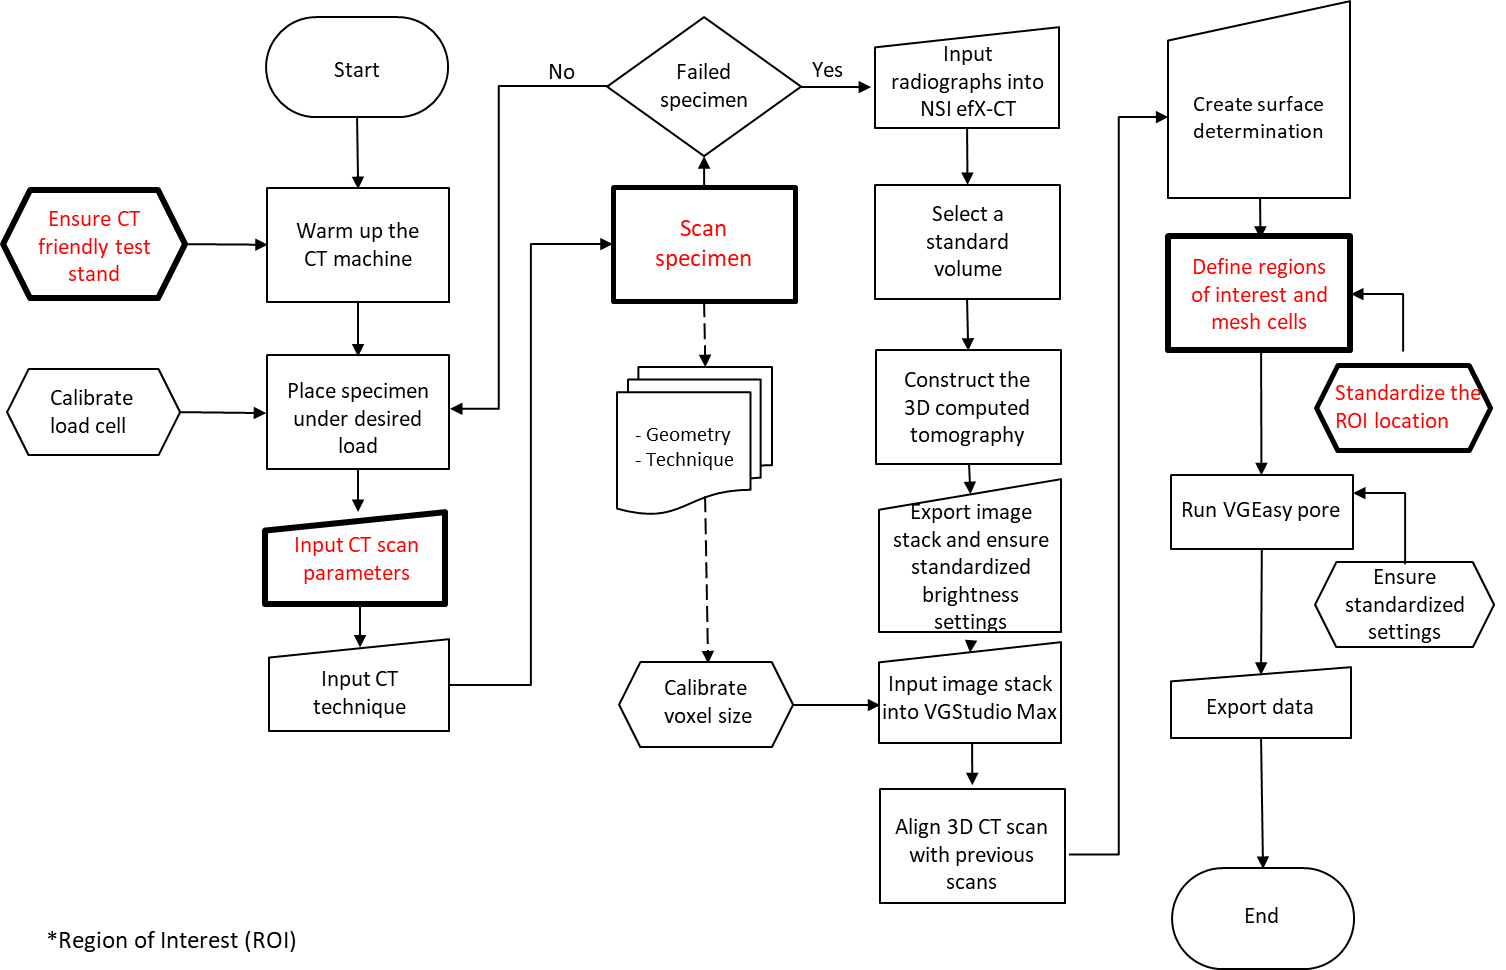 Start
Ensure CT
friendly test
stand
Warm up the
CT machine
Calibrate
load cell
Place specimen
under desired
load
Input CT scan
parameters
Input CT
technique
No
Failed
specimen
Yes
Scan
specimen
- Geometry
- Technique
Calibrate
voxel size
Input
radiographs into
NSI efX-CT
Select a
standard
volume
Construct the
3D computed
tomography
Export image
stack and ensure
standardized
brightness
settings
Input image stack
into VGStudio Max
Align 3D CT scan
with previous
scans
Create surface
determination
Define regions
of interest and
mesh cells
Standardize the
ROI location
Run VGEasy pore
Ensure
standardized
settings
Export data
End
*Region of Interest (ROI)